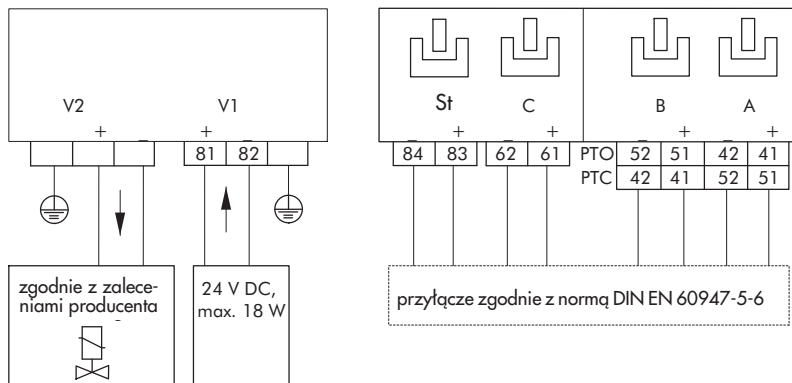 V2 V1
+ – + –
81 82
zgodnie z zalece-
niami producenta
24 V DC,
max. 18 W
St C B A
– + – + – + – +
84 83 62 61 PTO 52 51 42 41
PTC 42 41 52 51
przyłącze zgodnie z normą DIN EN 60947-5-6